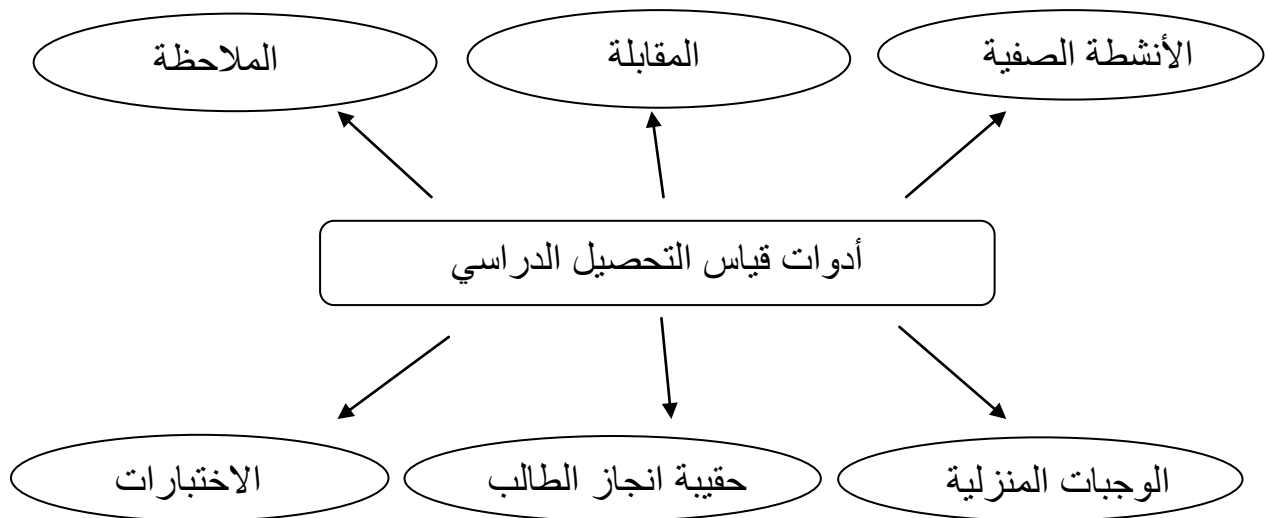 الأنشطة الصفية
المقابلة
الملاحظة
أدوات قياس التحصيل الدراسي
الوجبات المنزلية
حقيبة انجاز الطالب
الاختبارات